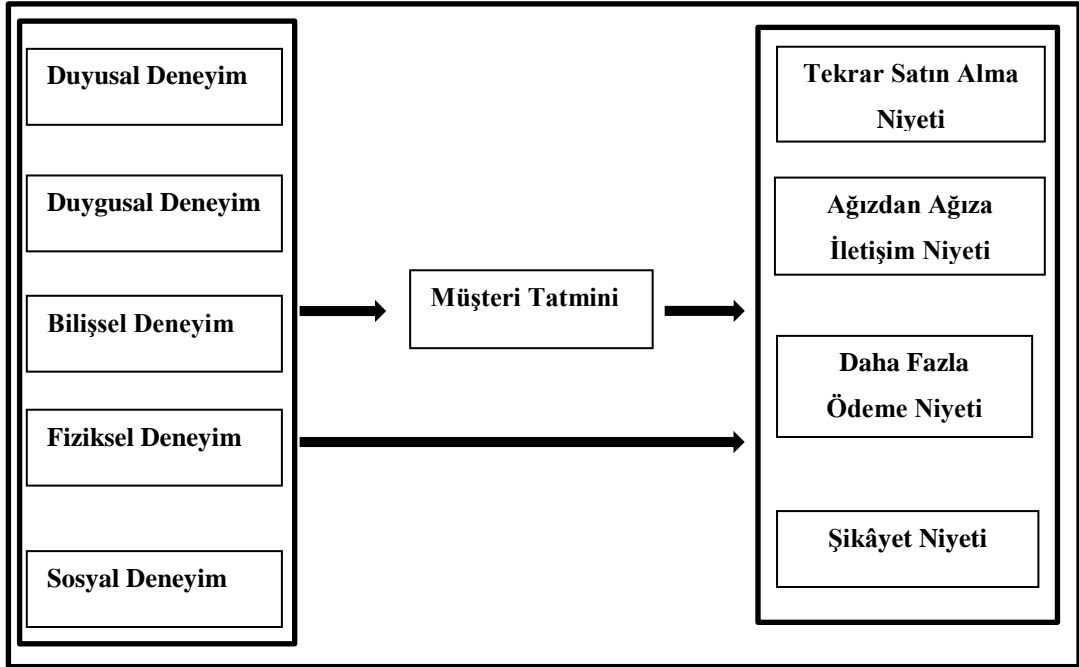 Duyusal Deneyim
Duygusal Deneyim
Bilişsel Deneyim
Fiziksel Deneyim
Sosyal Deneyim
Müşteri Tatmini
Tekrar Satın Alma
Niyeti
Ağızdan Ağıza
İletişim Niyeti
Daha Fazla
Ödeme Niyeti
Şikâyet Niyeti